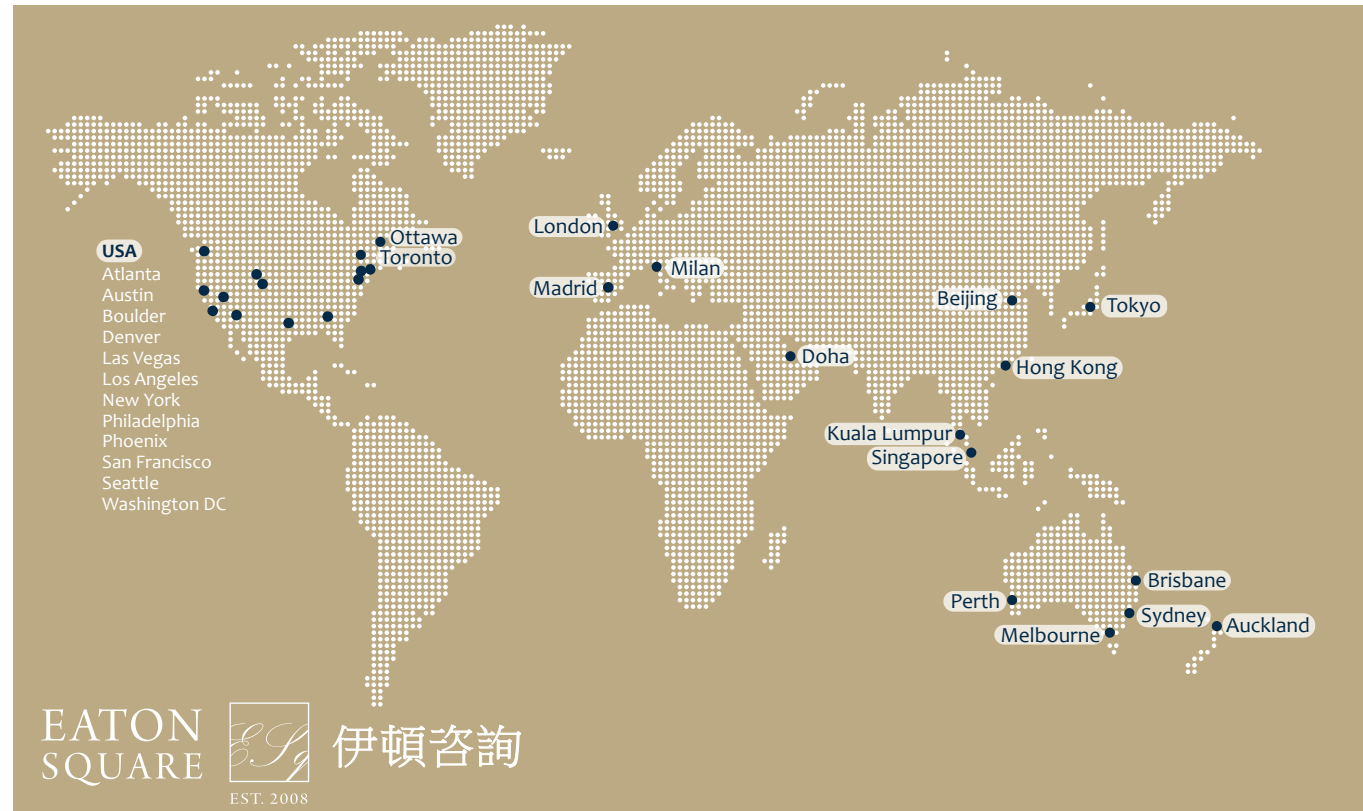 USA
Atlanta
Austin
Boulder
Denver
Las Vegas
Los Angeles
New York
Philadelphia
Phoenix
San Francisco
Seattle
Washington DC
Ottawa
Toronto
London
Madrid
Milan
Doha
Beijing
Tokyo
Hong Kong
Kuala Lumpur
Singapore
Perth
Melbourne
Brisbane
Sydney
Auckland
EATON
SQUARE
ESq
伊頓咨詢
EST. 2008